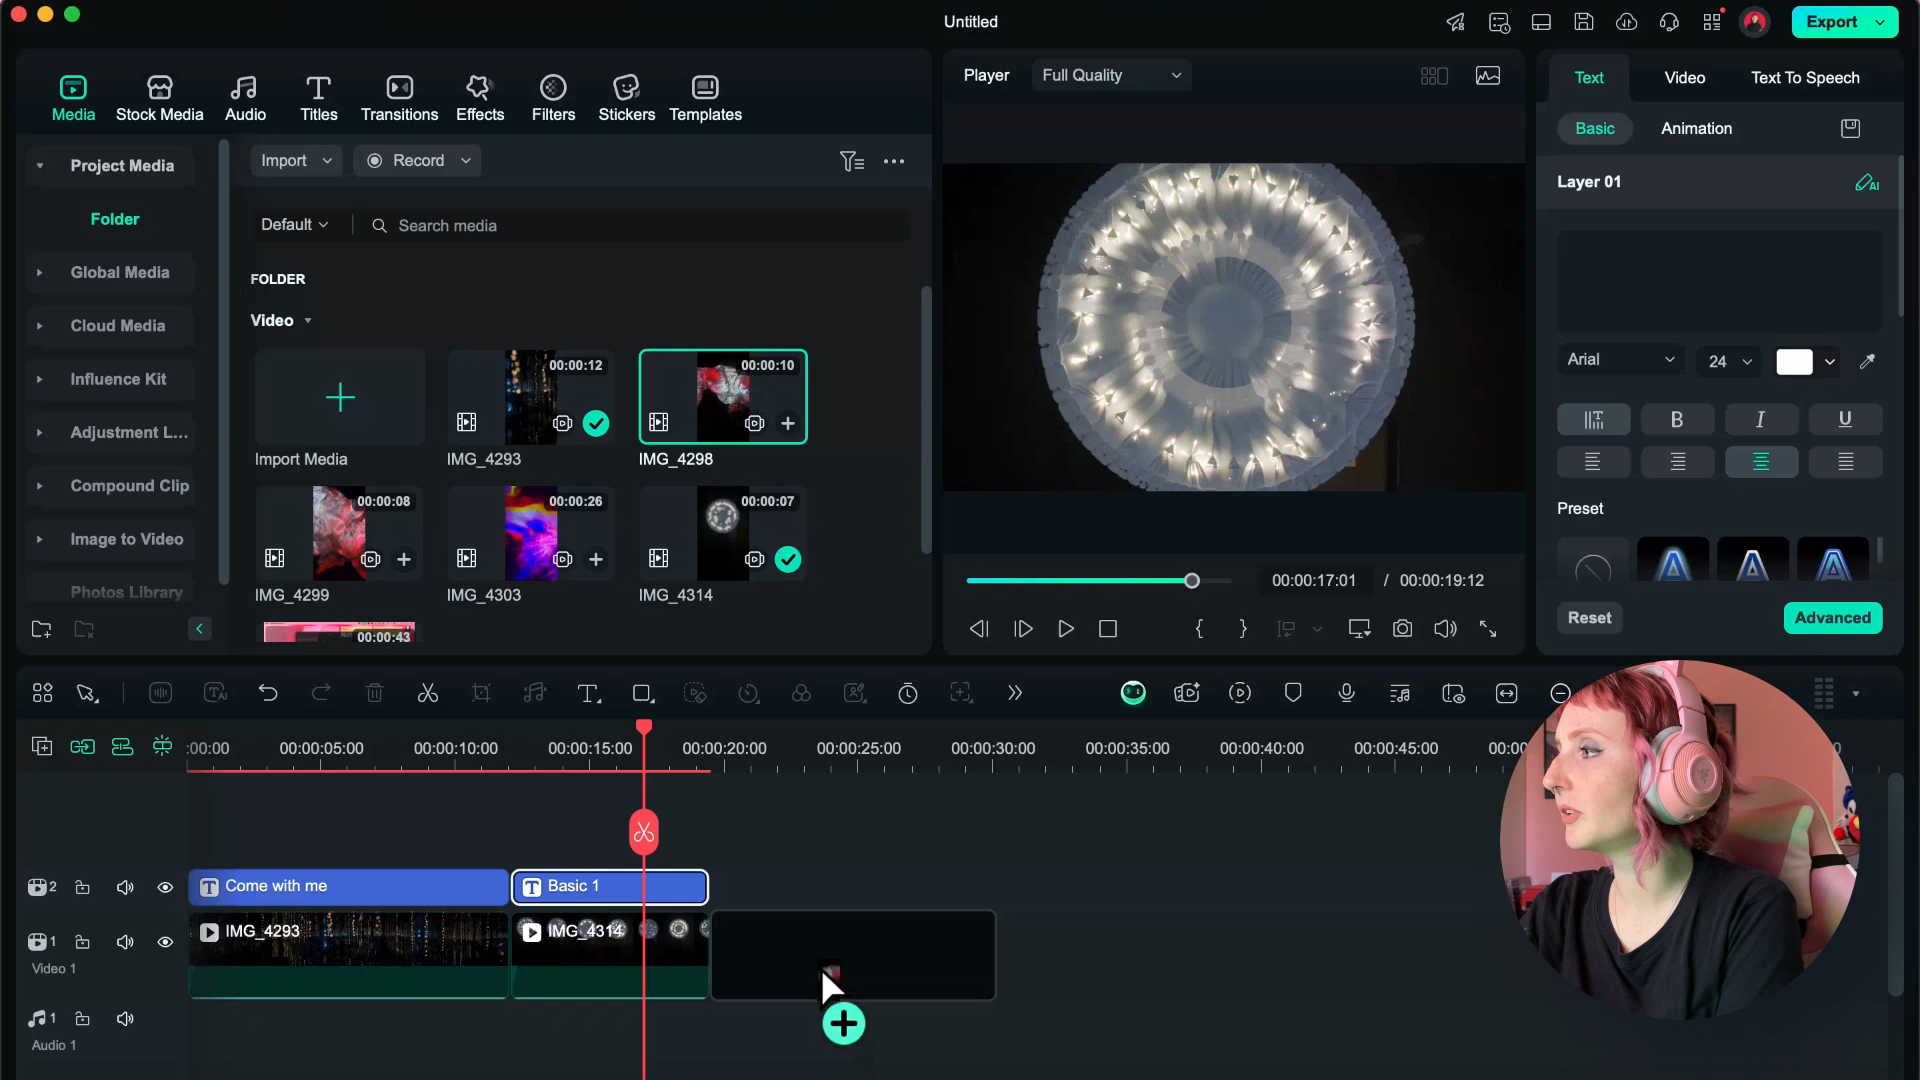 Untitled
Export
Media
Stock Media
Audio
Titles
Transitions
Effects
Filters
Stickers
Templates
Player
Full Quality
Text
Video
Text To Speech
Basic
Animation
Project Media
Import
Record
Layer 01
Folder
Default
Search media
Global Media
FOLDER
Cloud Media
Video
Influence Kit
00:00:12
00:00:10
Arial
24
Adjustment L...
Import Media
IMG_4293
IMG_4298
B
I
U
Compound Clip
00:00:08
00:00:26
00:00:07
Preset
Image to Video
Photos Library
IMG_4299
IMG_4303
IMG_4314
00:00:17:01 / 00:00:19:12
00:00:43
Reset
Advanced
:00:00
00:00:05:00
00:00:10:00
00:00:15:00
00:00:20:00
00:00:25:00
00:00:30:00
00:00:35:00
00:00:40:00
00:00:45:00
00:00
2
Come with me
Basic 1
1
IMG_4293
IMG_4314
Video 1
1
Audio 1